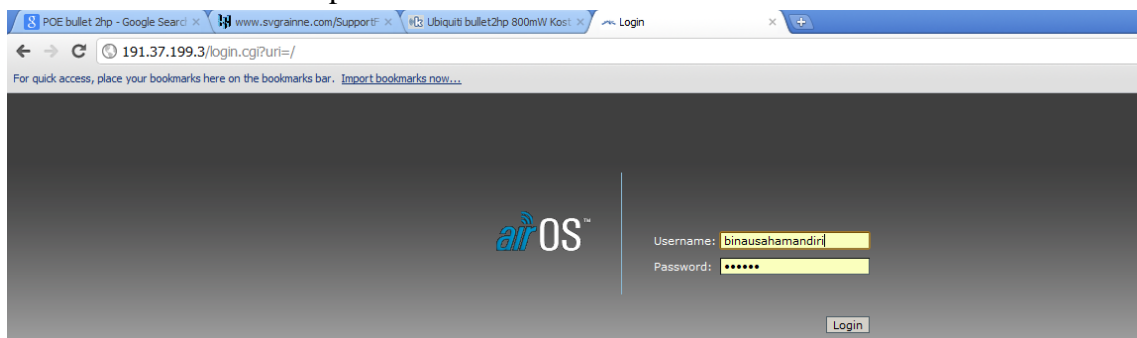 POE bullet 2hp - Google Searc
www.svgrainne.com/SupportF
Ubiquiti bullet2hp 800mW Kost
Login
191.37.199.3/login.cgi?uri=/
For quick access, place your bookmarks here on the bookmarks bar. Import bookmarks now...
airOS™
Username: binausahamandiri
Password: ••••••
Login